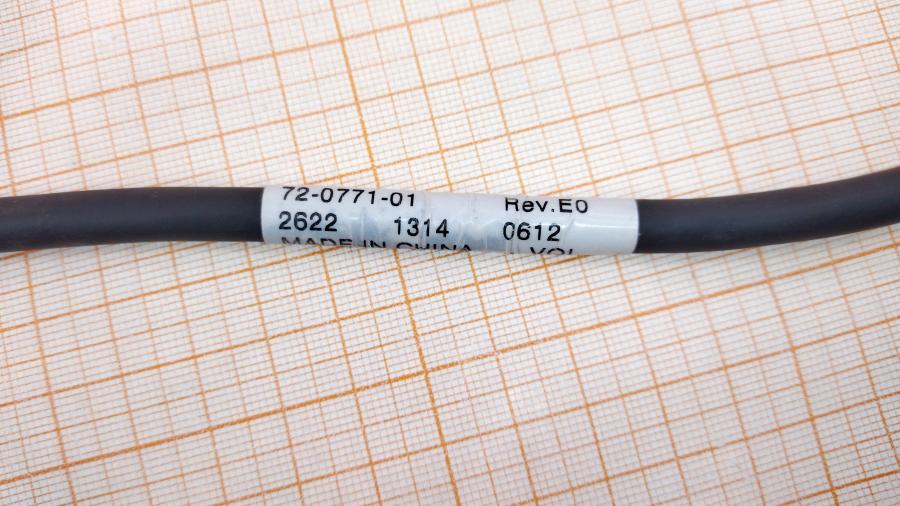 72-0771-01 Rev.E0
2622 1314 0612
MADE IN CHINA